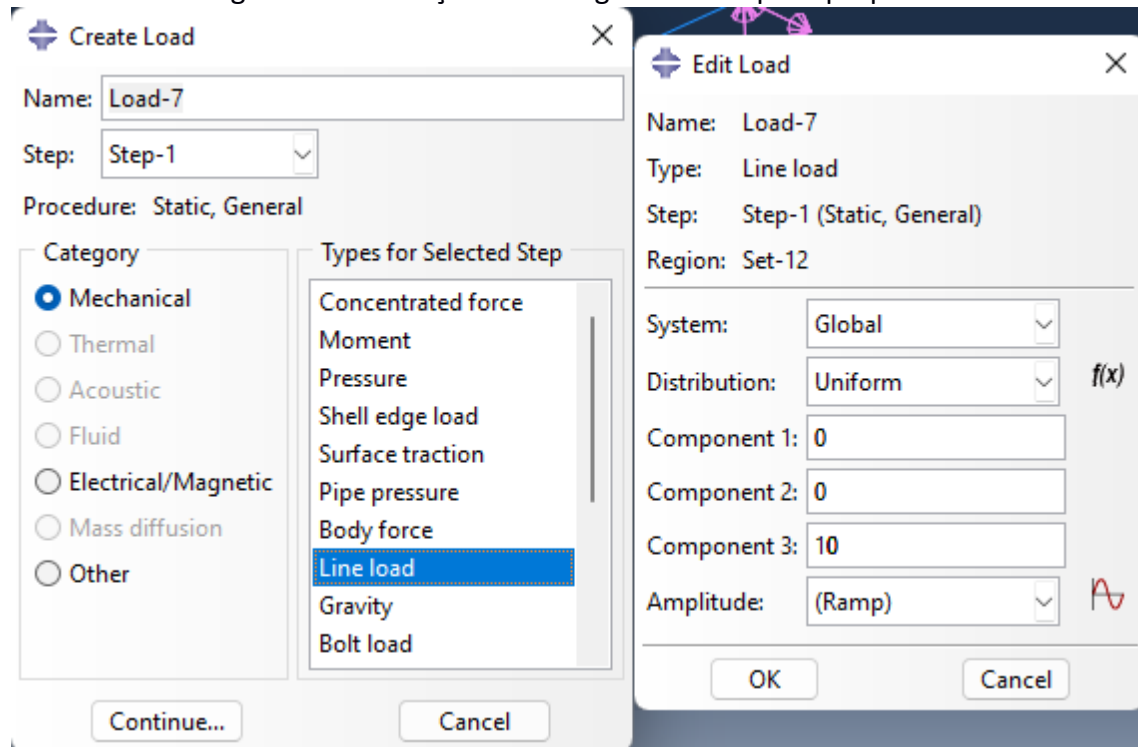 Create Load
Name: Load-7
Step: Step-1
Procedure: Static, General
Category
Mechanical
Thermal
Acoustic
Fluid
Electrical/Magnetic
Mass diffusion
Other
Types for Selected Step
Concentrated force
Moment
Pressure
Shell edge load
Surface traction
Pipe pressure
Body force
Line load
Gravity
Bolt load
Continue...
Cancel
Edit Load
Name: Load-7
Type: Line load
Step: Step-1 (Static, General)
Region: Set-12
System: Global
Distribution: Uniform f(x)
Component 1: 0
Component 2: 0
Component 3: 10
Amplitude: (Ramp)
OK
Cancel